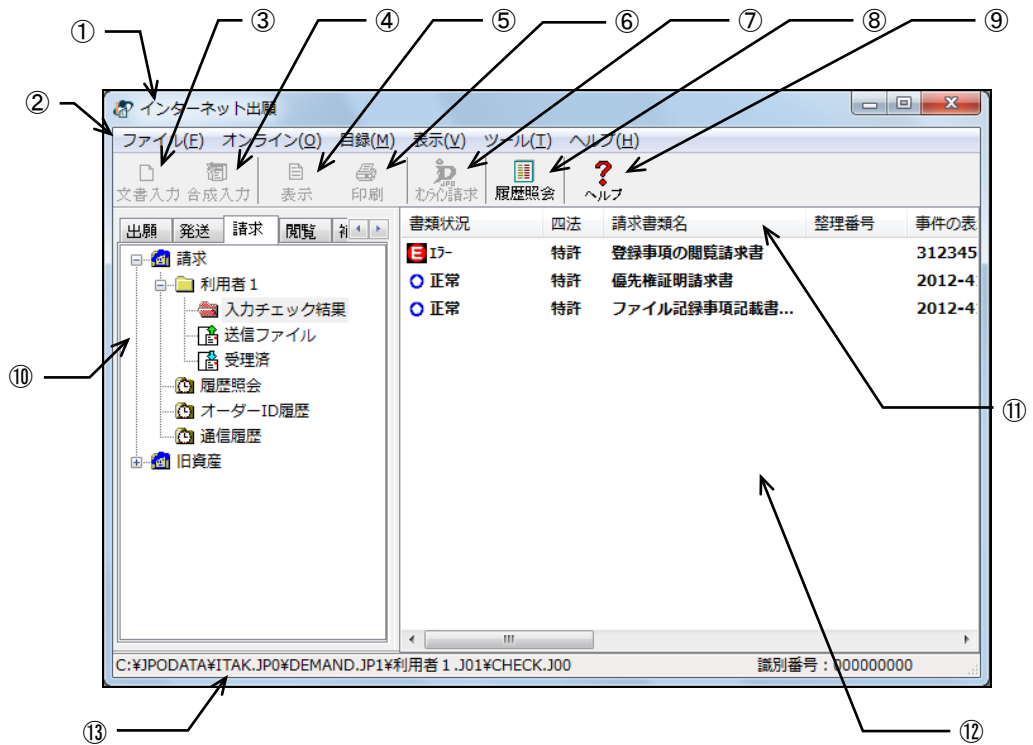 ① ③ ④ ⑤ ⑥ ⑦ ⑧ ⑨
②
インターネット出願
ファイル(F) オンライン(O) 目録(M) 表示(V) ツール(T) ヘルプ(H)
文書入力 合成入力 表示 印刷 オンライン請求 履歴照会 ヘルプ
出願 発送 請求 閲覧
書類状況 四法 請求書類名 整理番号 事件の表
請求
E エラー 特許 登録事項の閲覧請求書 312345
利用者1
正常 特許 優先権証明請求書 2012-4
入力チェック結果
正常 特許 ファイル記録事項記載書...
2012-4
送信ファイル
受理済
⑩
履歴照会
オーダーID履歴
⑪
通信履歴
旧資産
C:¥JPODATA¥ITAK.JP0¥DEMAND.JP1¥利用者1.J01¥CHECK.J00 識別番号:000000000
⑬ ⑫